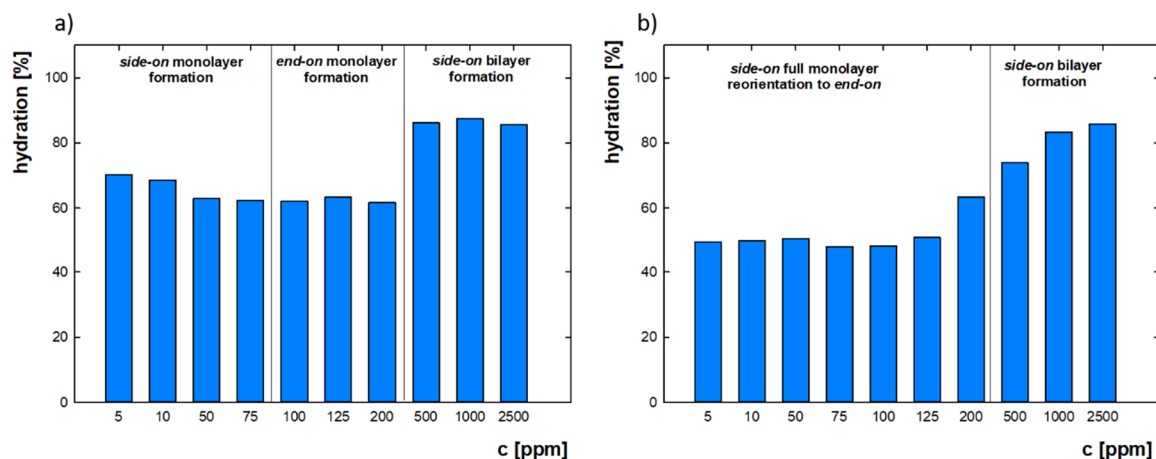 a)
side-on monolayer
formation
end-on monolayer
formation
side-on bilayer
formation
hydration [%]
100
80
60
40
20
0
5 10 50 75 100 125 200 500 1000 2500
c [ppm]
b)
side-on full monolayer
reorientation to end-on
side-on bilayer
formation
hydration [%]
100
80
60
40
20
0
5 10 50 75 100 125 200 500 1000 2500
c [ppm]